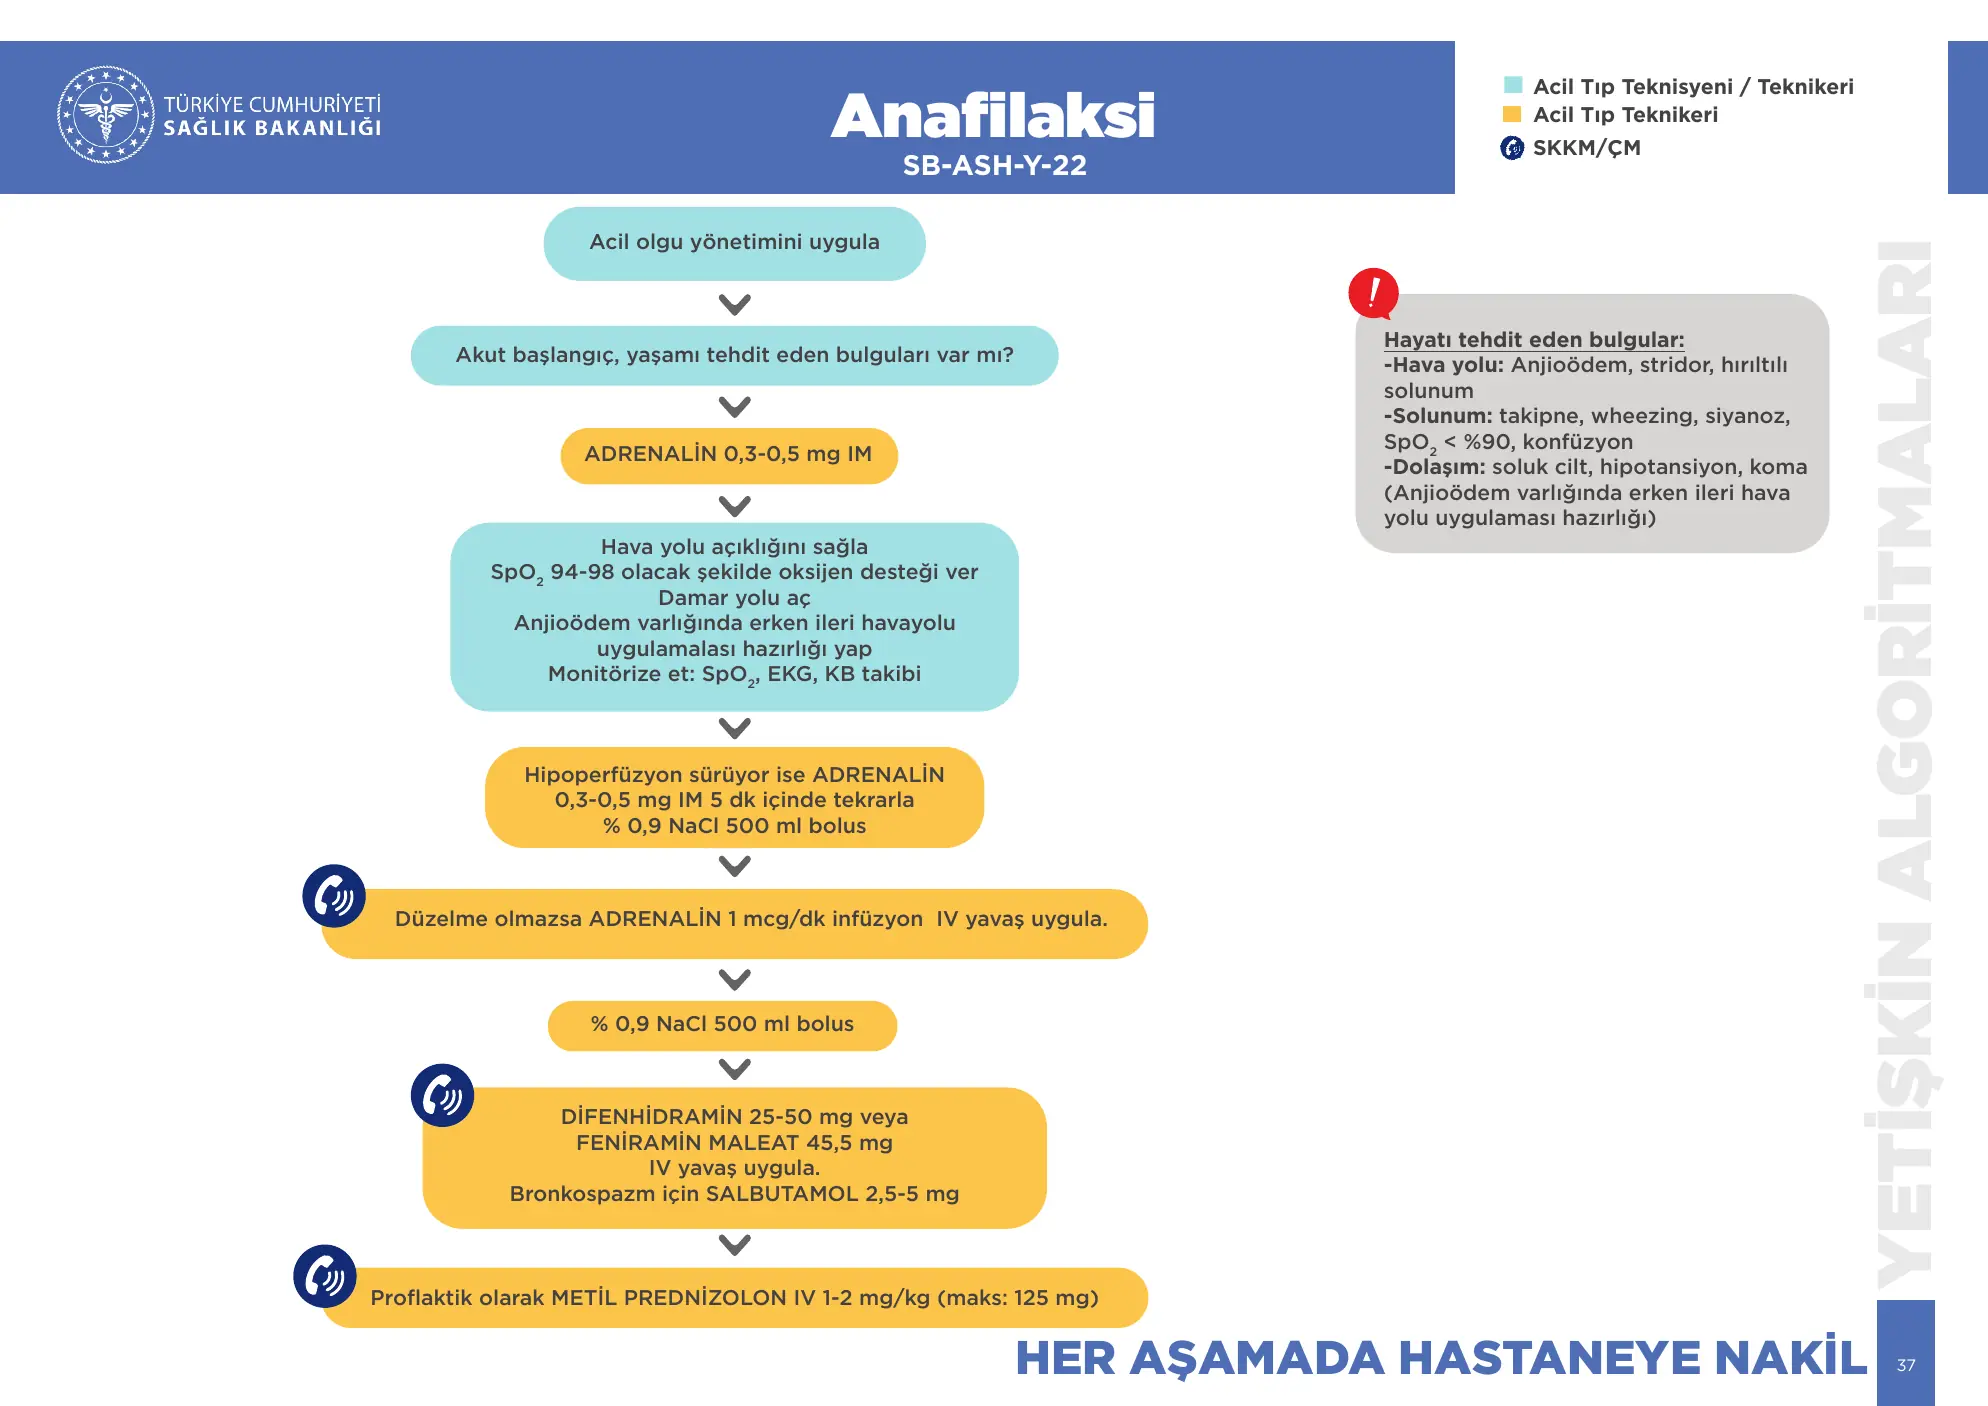 TÜRKİYE CUMHURİYETİ
SAĞLIK BAKANLIĞI
Anafilaksi
SB-ASH-Y-22
Acil Tıp Teknisyeni / Teknikeri
Acil Tıp Teknikeri
SKKM/ÇM
Acil olgu yönetimini uygula
Akut başlangıç, yaşamı tehdit eden bulguları var mı?
ADRENALİN 0,3-0,5 mg IM
Hava yolu açıklığını sağla
SpO₂ 94-98 olacak şekilde oksijen desteği ver
Damar yolu aç
Anjioödem varlığında erken ileri havayolu
uygulamalası hazırlığı yap
Monitörize et: SpO₂, EKG, KB takibi
Hipoperfüzyon sürüyor ise ADRENALİN
0,3-0,5 mg IM 5 dk içinde tekrarla
% 0,9 NaCl 500 ml bolus
Düzelme olmazsa ADRENALİN 1 mcg/dk infüzyon  IV yavaş uygula.
% 0,9 NaCl 500 ml bolus
DİFENHİDRAMİN 25-50 mg veya
FENİRAMİN MALEAT 45,5 mg
IV yavaş uygula.
Bronkospazm için SALBUTAMOL 2,5-5 mg
Proflaktik olarak METİL PREDNİZOLON IV 1-2 mg/kg (maks: 125 mg)
!
Hayatı tehdit eden bulgular:
-Hava yolu: Anjioödem, stridor, hırıltılı
solunum
-Solunum: takipne, wheezing, siyanoz,
SpO₂ < %90, konfüzyon
-Dolaşım: soluk cilt, hipotansiyon, koma
(Anjioödem varlığında erken ileri hava
yolu uygulaması hazırlığı)
YETİŞKİN ALGORİTMALARI
HER AŞAMADA HASTANEYE NAKİL
37